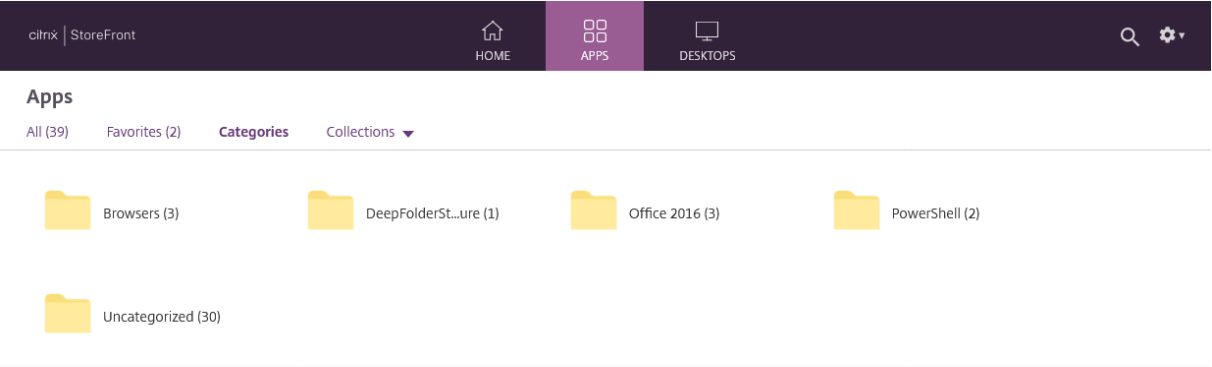 citrix StoreFront
HOME
APPS
DESKTOPS
Apps
All (39) Favorites (2) Categories Collections
Browsers (3) DeepFolderSt...ure (1) Office 2016 (3) PowerShell (2)
Uncategorized (30)